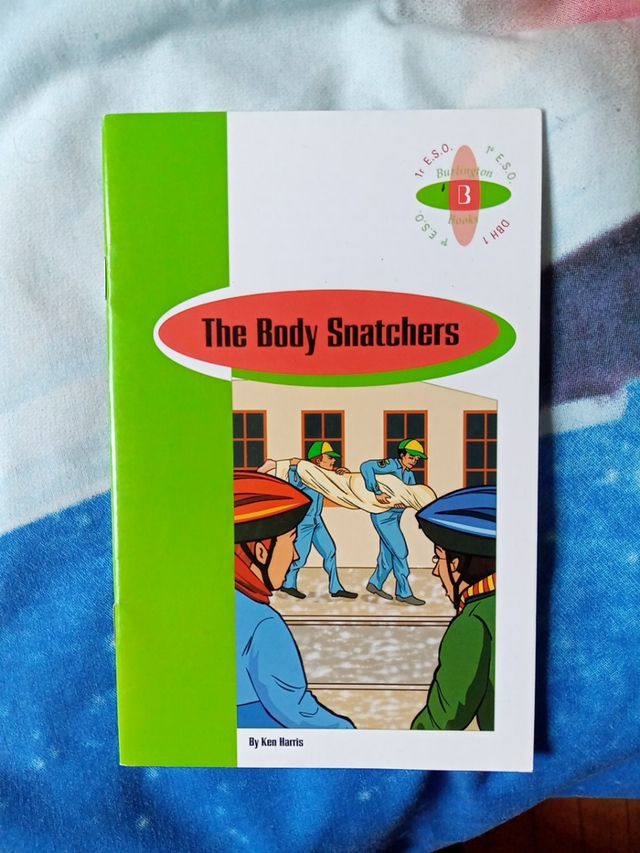 1r E.S.O.
1º E.S.O.
Burlington
B
Books
1º E.S.O.
DBH 1
The Body Snatchers
By Ken Harris